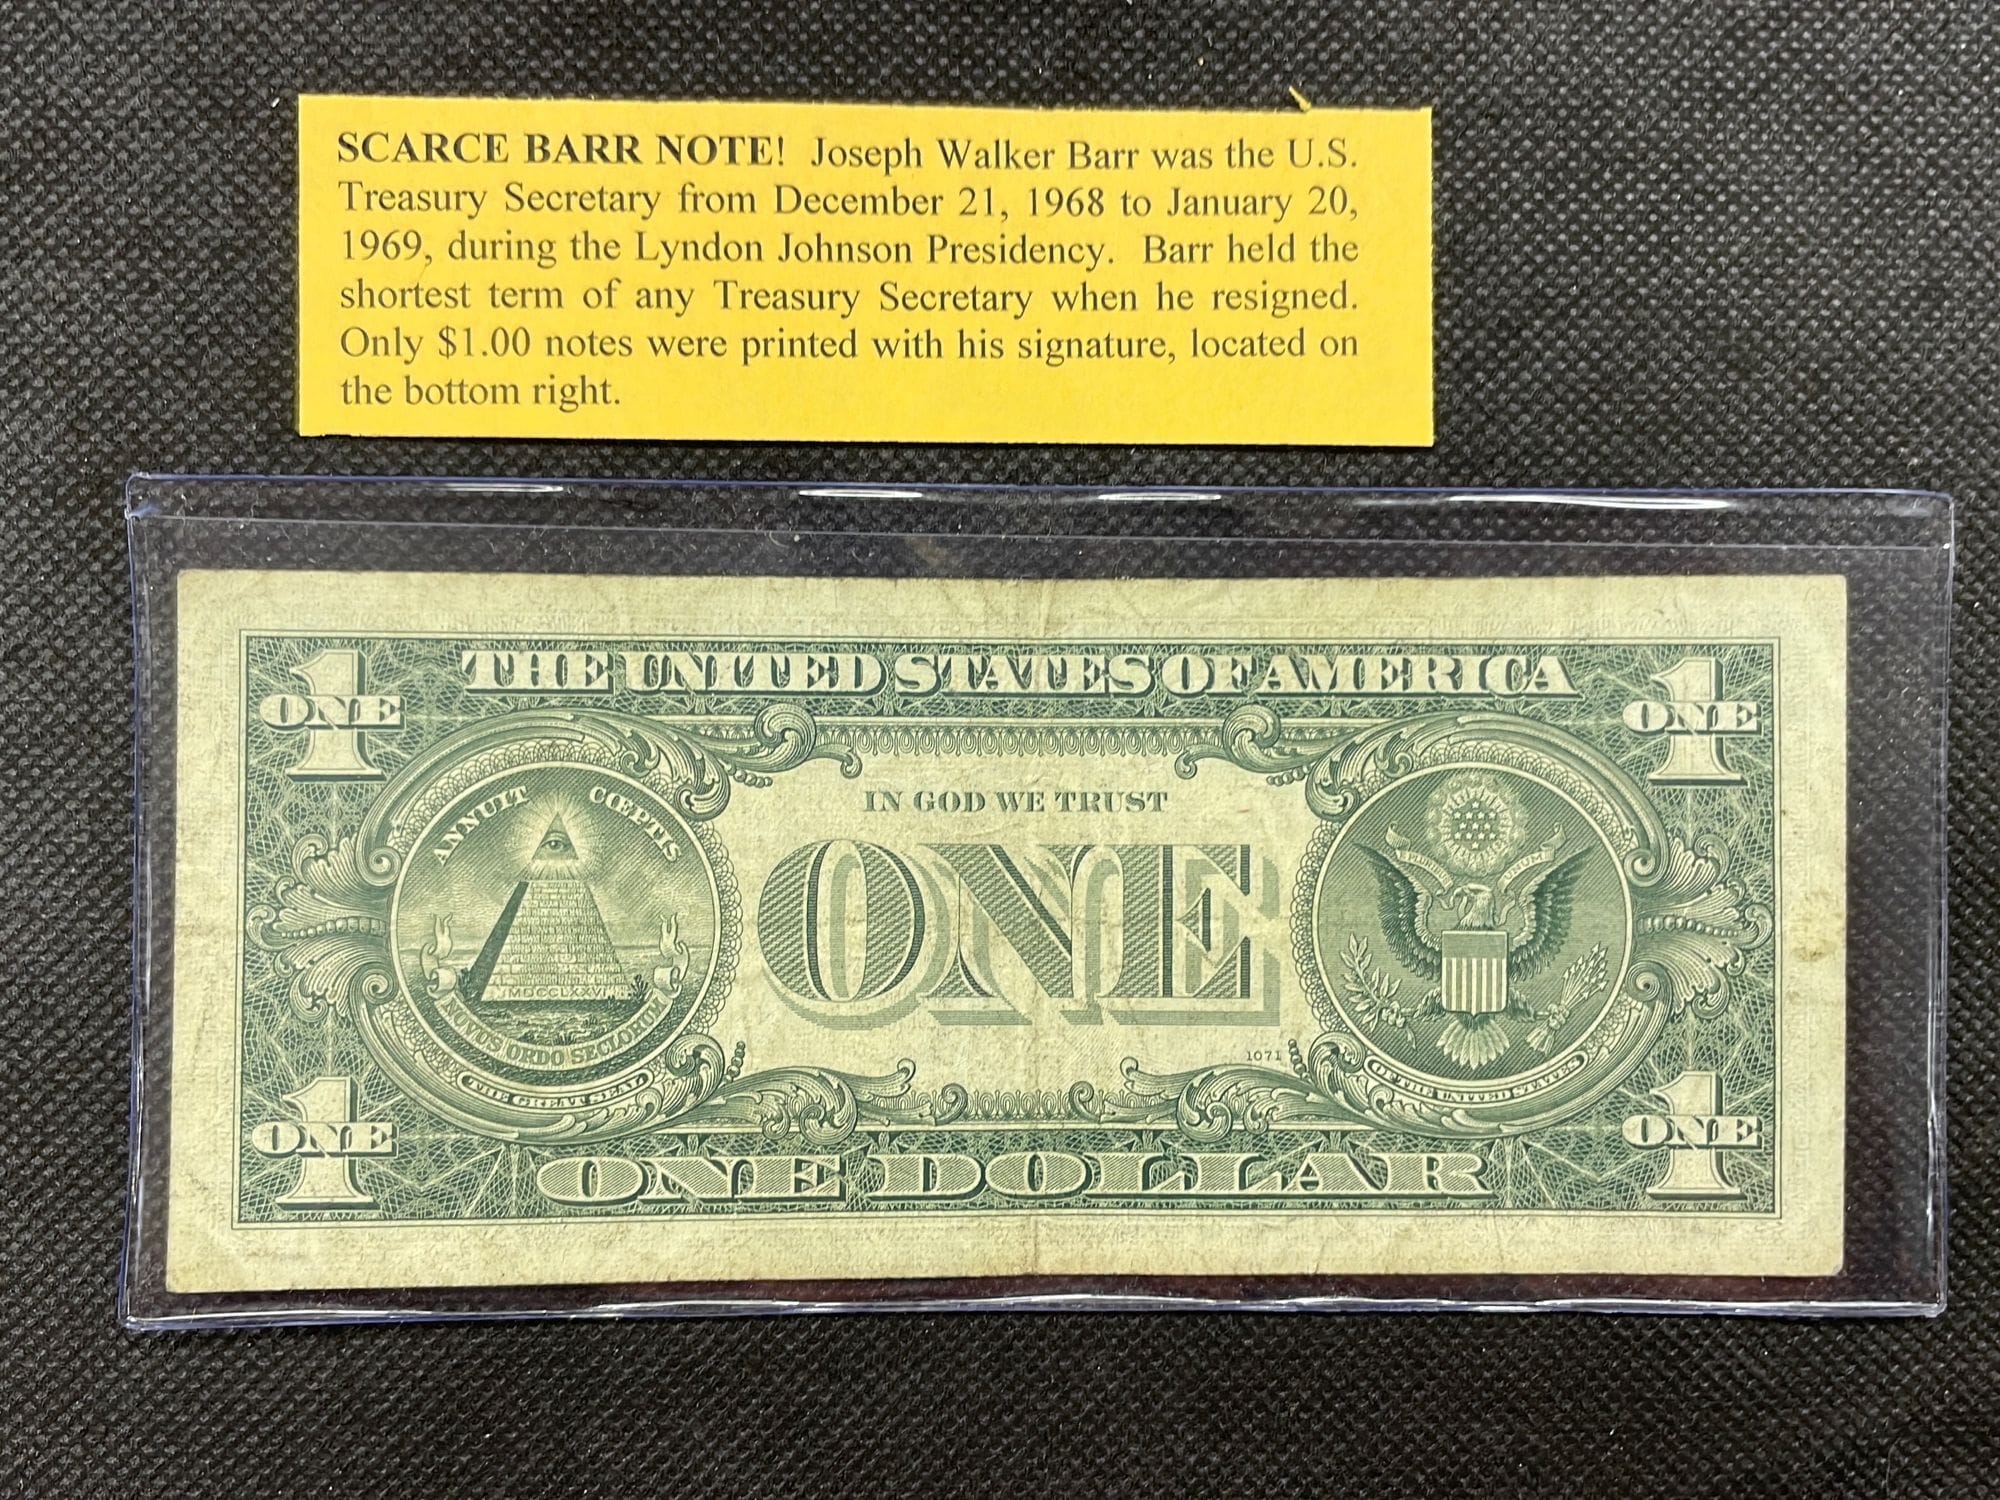 SCARCE BARR NOTE! Joseph Walker Barr was the U.S.
Treasury Secretary from December 21, 1968 to January 20,
1969, during the Lyndon Johnson Presidency. Barr held the
shortest term of any Treasury Secretary when he resigned.
Only $1.00 notes were printed with his signature, located on
the bottom right.
THE UNITED STATES OF AMERICA
1 ONE
1 ONE
ANNUIT CŒPTIS
MDCCLXXVI
NOVUS ORDO SECLORUM
THE GREAT SEAL
IN GOD WE TRUST
ONE
1071
UNUM
OF THE UNITED STATES
1 ONE
1 ONE
ONE DOLLAR